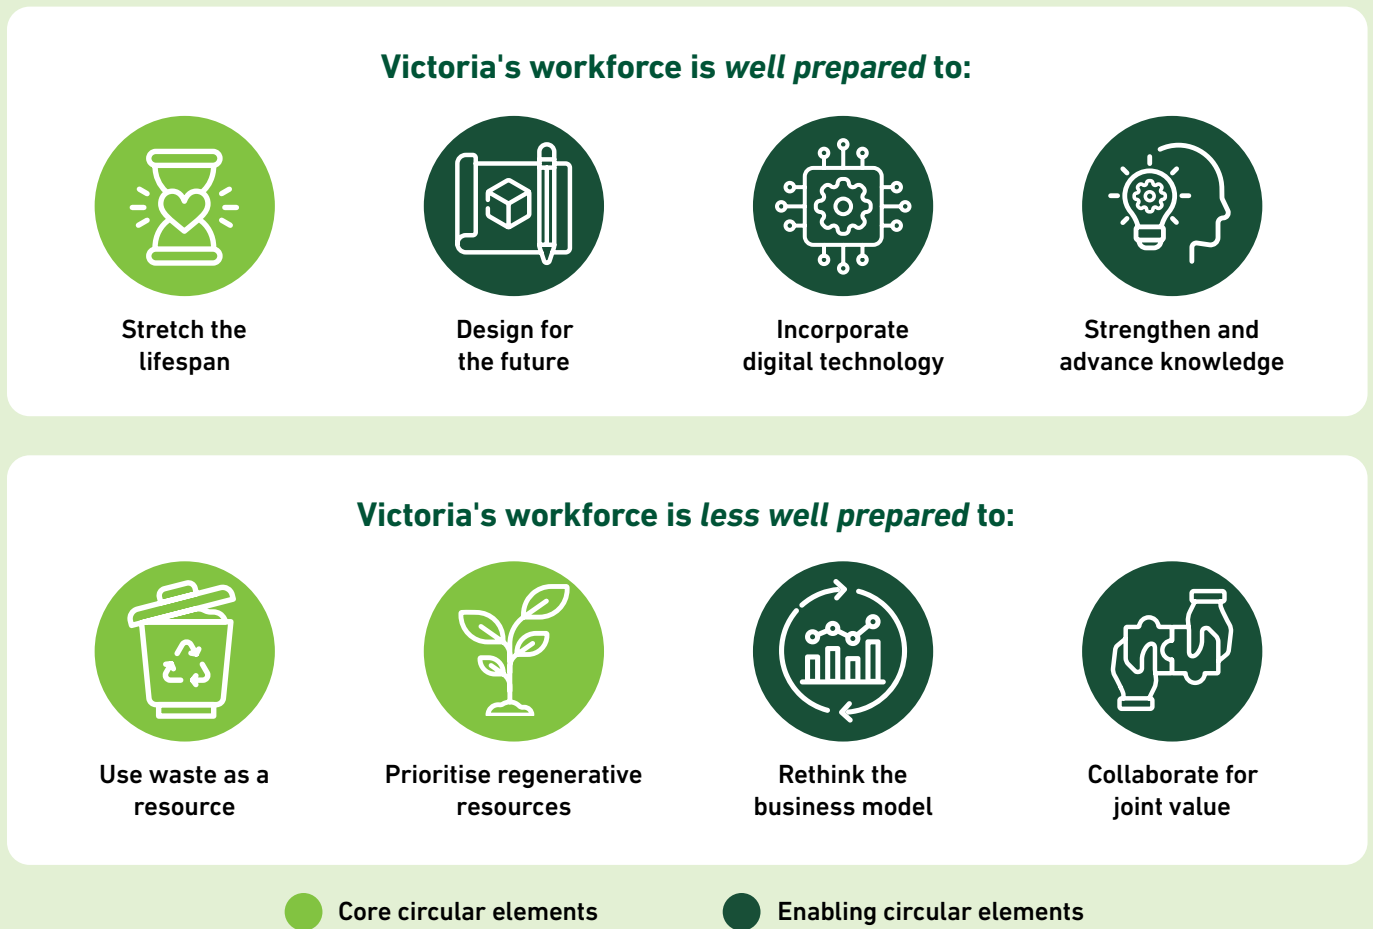 Victoria's workforce is well prepared to:
Stretch the
lifespan
Design for
the future
Incorporate
digital technology
Strengthen and
advance knowledge
Victoria's workforce is less well prepared to:
Use waste as a
resource
Prioritise regenerative
resources
Rethink the
business model
Collaborate for
joint value
Core circular elements
Enabling circular elements